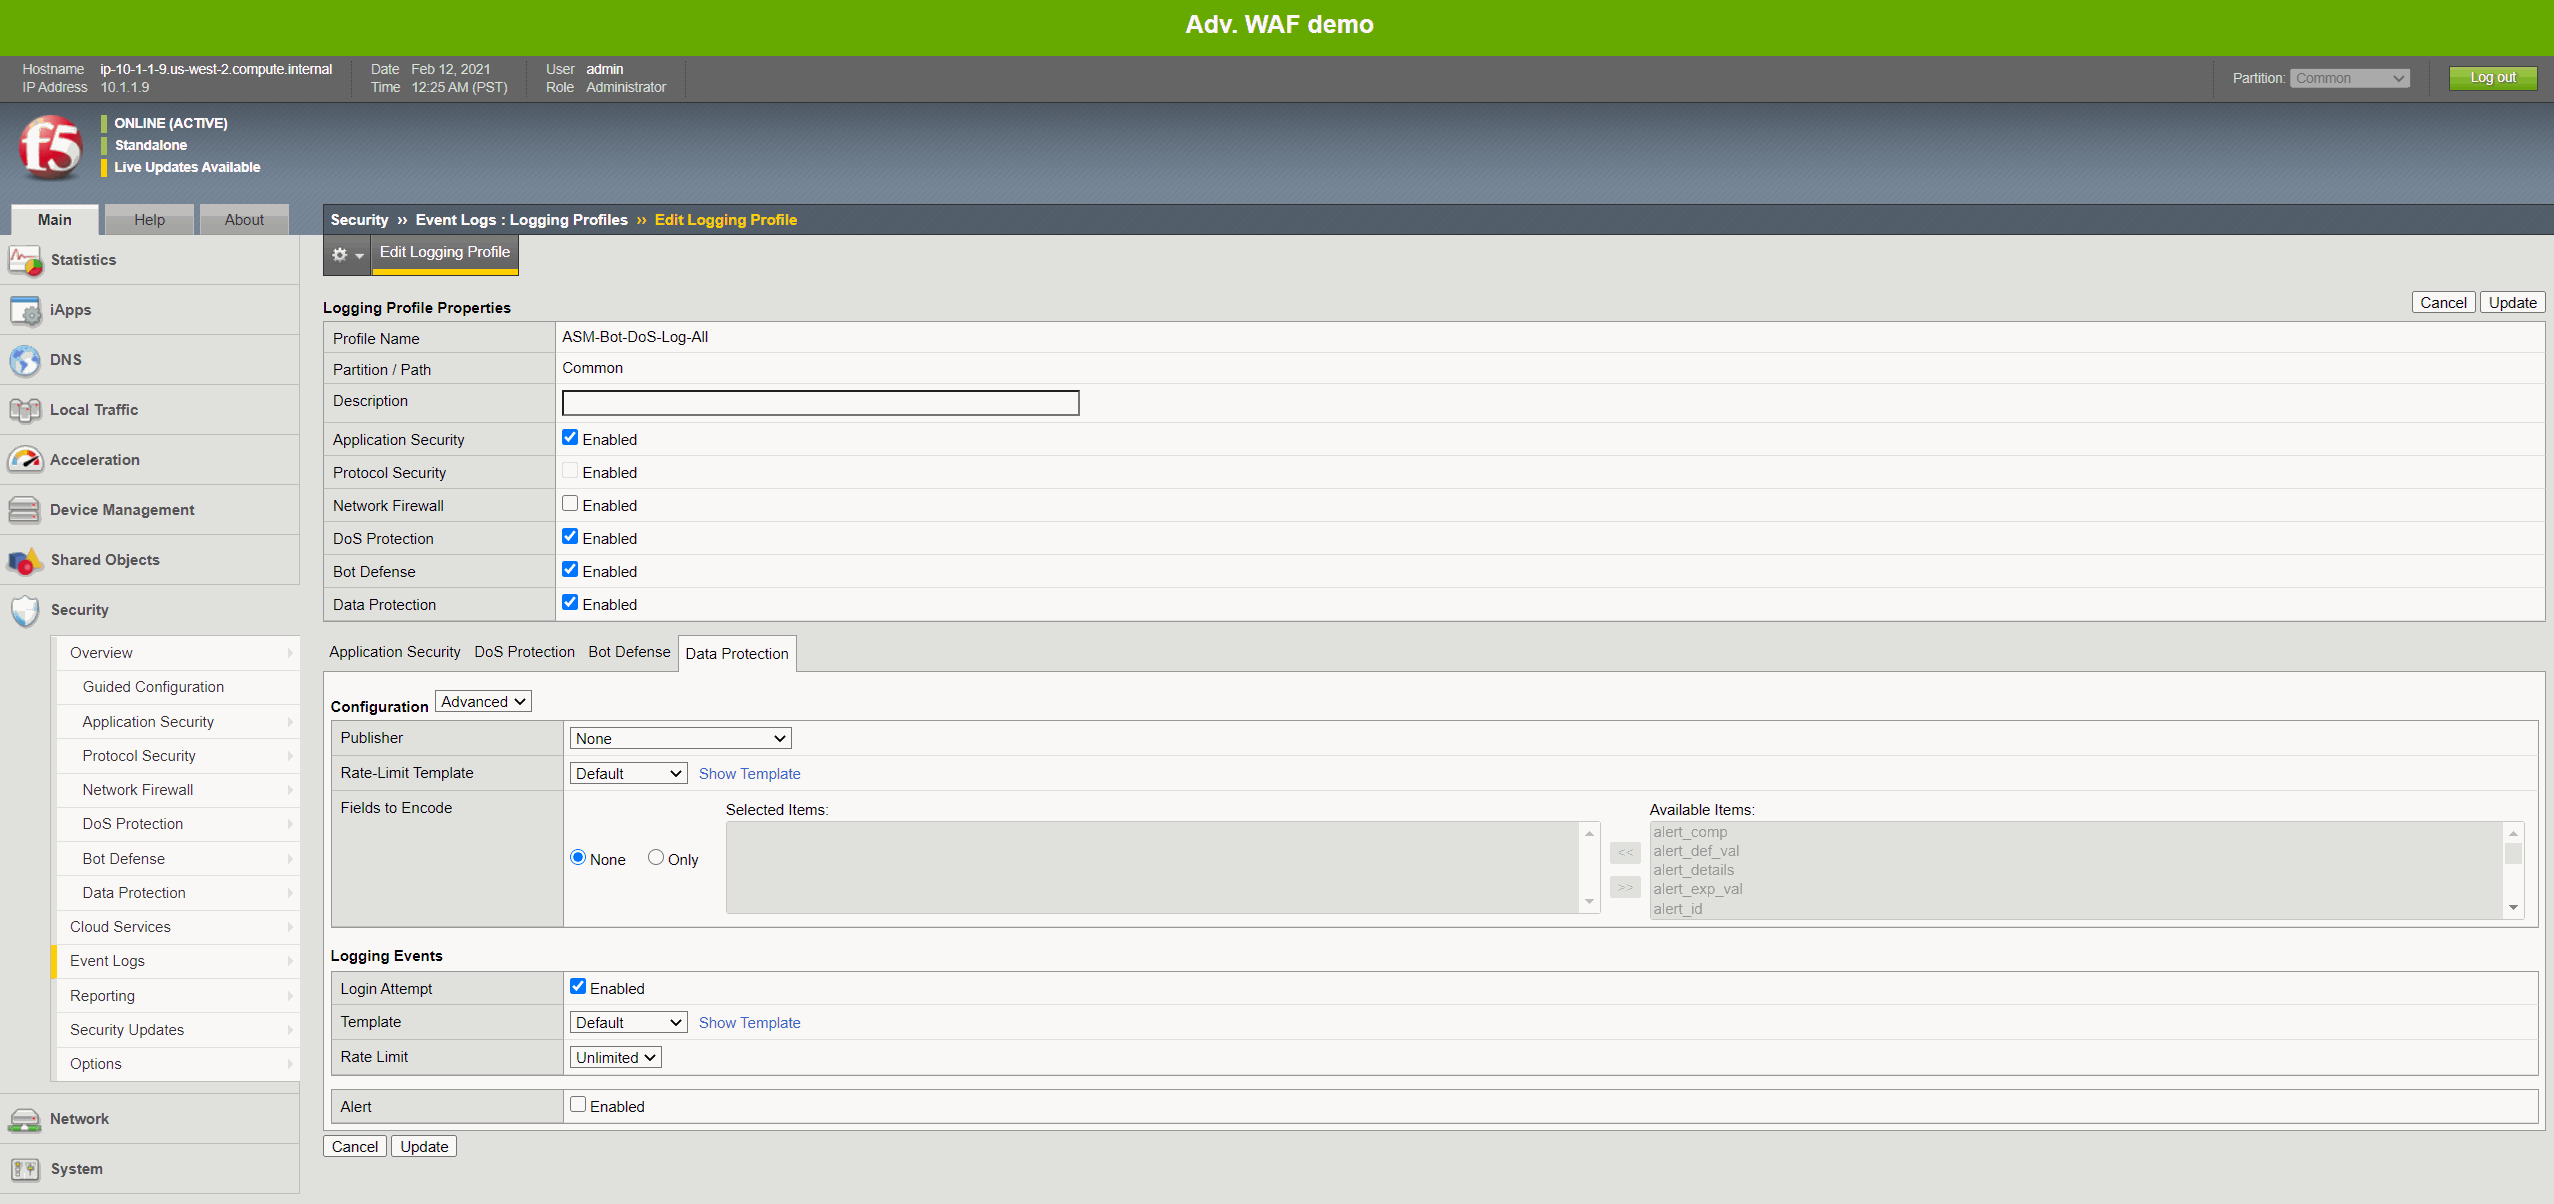 Adv. WAF demo
Hostname ip-10-1-1-9.us-west-2.compute.internal Date Feb 12, 2021 User admin
IP Address 10.1.1.9 Time 12:25 AM (PST) Role Administrator
Partition: Common Log out
f5
ONLINE (ACTIVE)
Standalone
Live Updates Available
Main Help About
Statistics
iApps
DNS
Local Traffic
Acceleration
Device Management
Shared Objects
Security
Overview
Guided Configuration
Application Security
Protocol Security
Network Firewall
DoS Protection
Bot Defense
Data Protection
Cloud Services
Event Logs
Reporting
Security Updates
Options
Network
System
Security ›› Event Logs : Logging Profiles ›› Edit Logging Profile
Edit Logging Profile
Logging Profile Properties
Cancel Update
Profile Name ASM-Bot-DoS-Log-All
Partition / Path Common
Description
Application Security Enabled
Protocol Security Enabled
Network Firewall Enabled
DoS Protection Enabled
Bot Defense Enabled
Data Protection Enabled
Application Security DoS Protection Bot Defense Data Protection
Configuration Advanced
Publisher None
Rate-Limit Template Default Show Template
Fields to Encode
None Only
Selected Items:
<<
>>
Available Items:
alert_comp
alert_def_val
alert_details
alert_exp_val
alert_id
Logging Events
Login Attempt Enabled
Template Default Show Template
Rate Limit Unlimited
Alert Enabled
Cancel Update